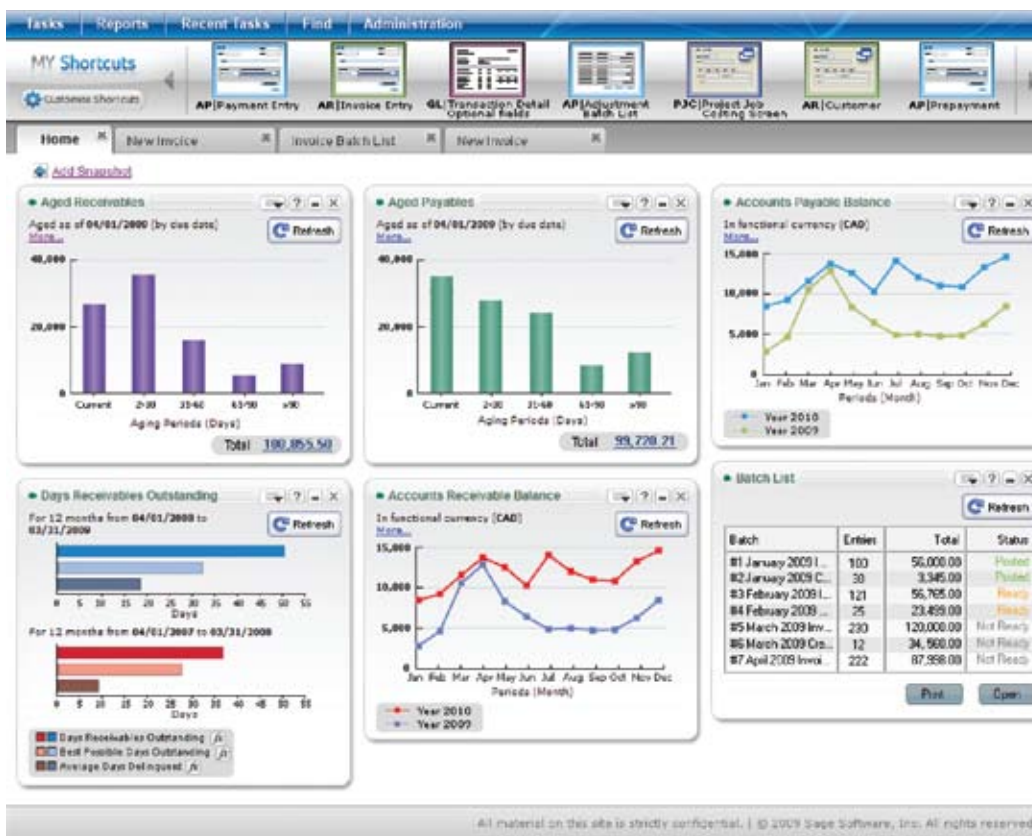 Tasks Reports Recent Tasks Find Administration
MY Shortcuts
Customize Shortcuts
AP|Payment Entry
AR|Invoice Entry
GL|Transaction Detail
Optional fields
AP|Adjustment
Batch List
PJC|Project Job
Costing Screen
AR|Customer
AP|Prepayment
Home New Invoice Invoice Batch List New Invoice
Add Snapshot
Aged Receivables
Aged as of 04/01/2009 (by due date)
More...
Refresh
40,000
20,000
0
Current 2-30 31-60 61-90 >90
Aging Periods (Days)
Total 100,855.50
Aged Payables
Aged as of 04/01/2009 (by due date)
More...
Refresh
40,000
20,000
0
Current 2-30 31-60 61-90 >90
Aging Periods (Days)
Total 99,720.21
Accounts Payable Balance
In functional currency (CAD)
More...
Refresh
15,000
10,000
5,000
0
Jan Feb Mar Apr May Jun Jul Aug Sep Oct Nov Dec
Periods (Month)
Year 2010
Year 2009
Days Receivables Outstanding
For 12 months from 04/01/2008 to
03/31/2009
Refresh
0 5 10 15 20 25 30 35 40 45 50 55
Days
For 12 months from 04/01/2007 to 03/31/2008
0 5 10 15 20 25 30 35 40 45 50 55
Days
Days Receivables Outstanding fx
Best Possible Days Outstanding fx
Average Days Delinquent fx
Accounts Receivable Balance
In functional currency (CAD)
More...
Refresh
15,000
10,000
5,000
0
Jan Feb Mar Apr May Jun Jul Aug Sep Oct Nov Dec
Periods (Month)
Year 2010
Year 2009
Batch List
Refresh
Batch Entries Total Status
#1 January 2009 I... 100 56,000.00 Posted
#2 January 2009 C... 30 3,345.00 Posted
#3 February 2009 I... 121 56,765.00 Ready
#4 February 2009 ... 25 23,499.00 Ready
#5 March 2009 Inv... 230 120,000.00 Not Ready
#6 March 2009 Cre... 12 34,560.00 Not Ready
#7 April 2009 Invoi... 222 87,998.00 Not Ready
Print Open
All material on this site is strictly confidential. | © 2009 Sage Software, Inc. All rights reserved